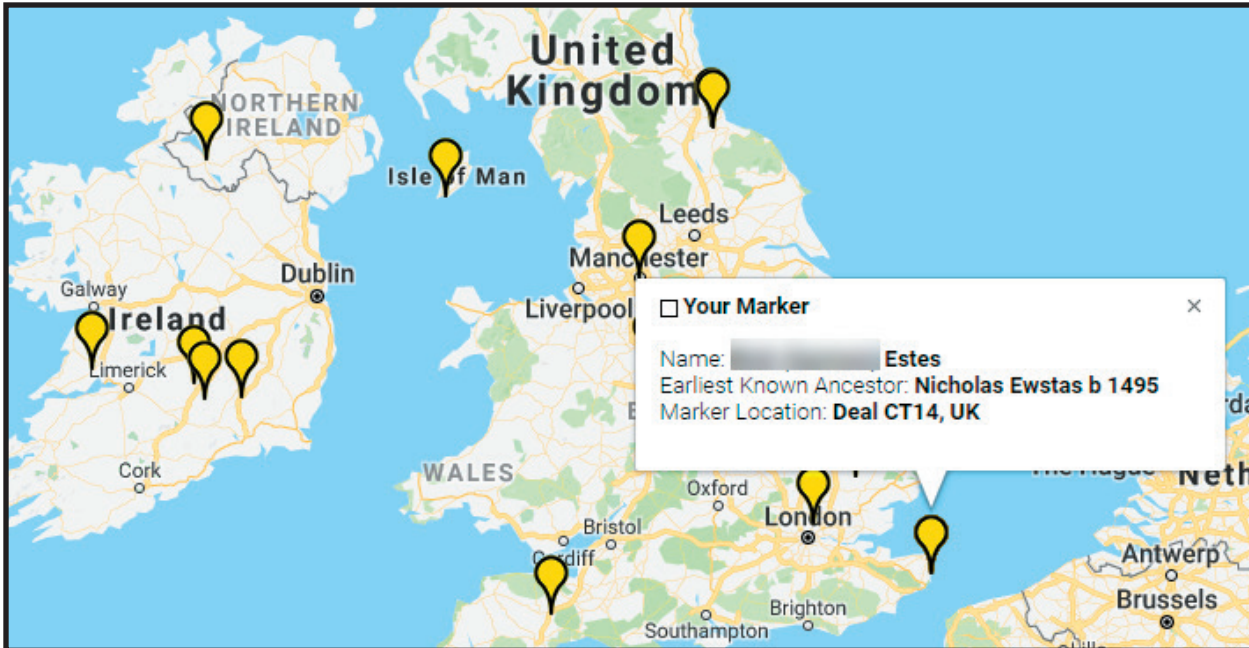 United
Kingdom
NORTHERN
IRELAND
Isle of Man
Leeds
Manchester
Dublin
Galway
Liverpool
Ireland
Limerick
□ Your Marker
×
Name: Estes
Earliest Known Ancestor: Nicholas Ewstas b 1495
Marker Location: Deal CT14, UK
Cork
WALES
The Hague
Neth
Oxford
London
Bristol
Cardiff
Antwerp
Brussels
Brighton
Southampton